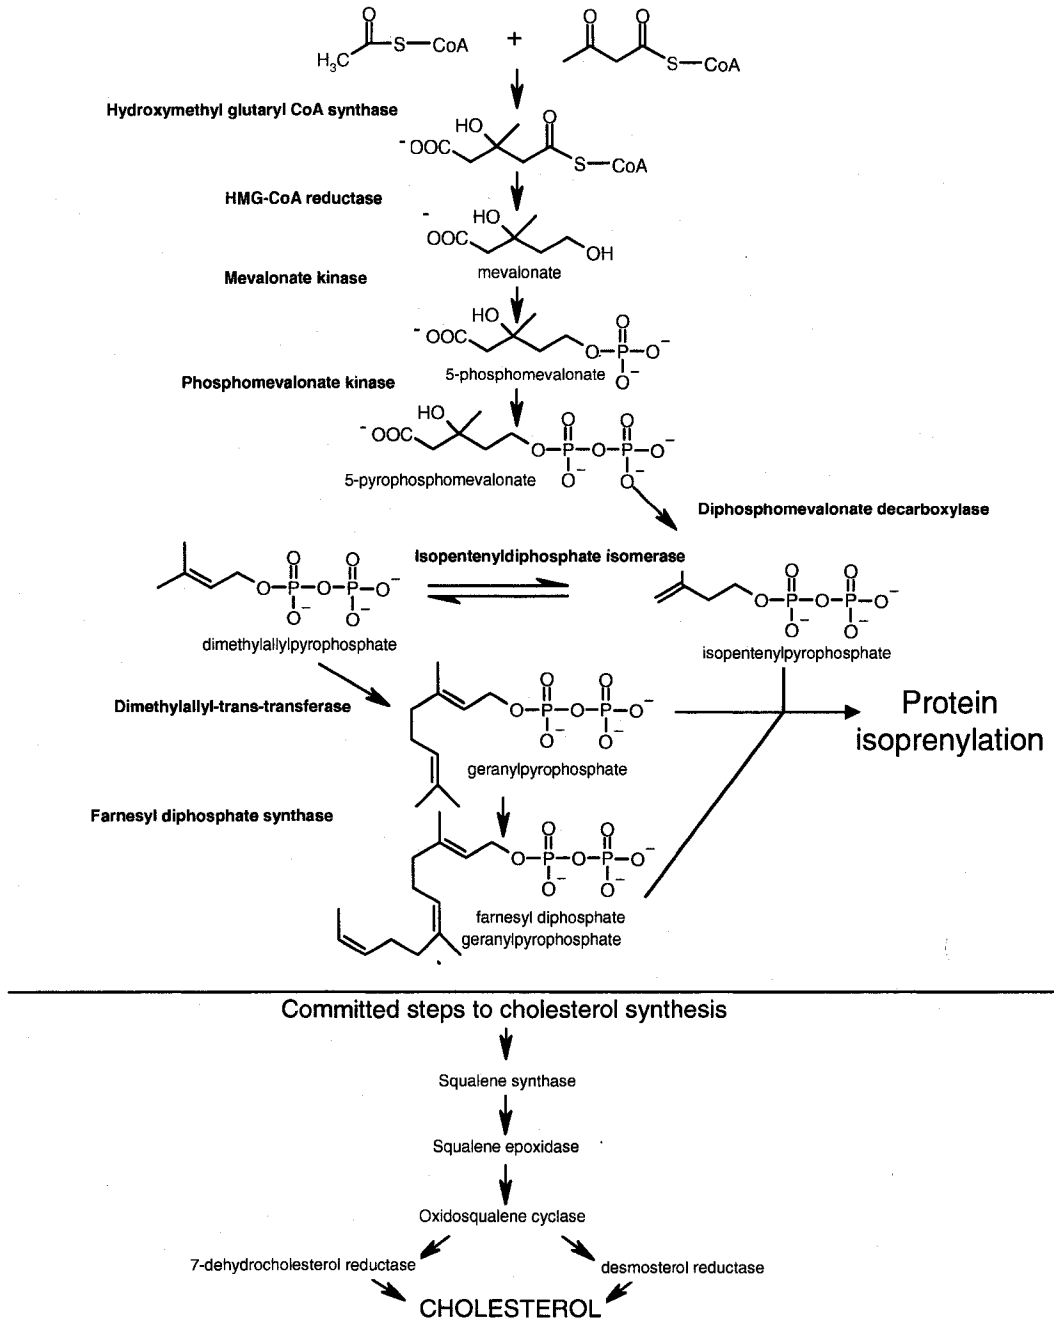 O O O
H₃C S—CoA + S—CoA
Hydroxymethyl glutaryl CoA synthase
HO O
⁻OOC S—CoA
HMG-CoA reductase
⁻ HO
OOC OH
mevalonate
Mevalonate kinase
HO O
⁻OOC O—P—O⁻
O⁻
5-phosphomevalonate
Phosphomevalonate kinase
HO O O
⁻OOC O—P—O—P—O⁻
O⁻ O⁻
5-pyrophosphomevalonate
Diphosphomevalonate decarboxylase
Isopentenyldiphosphate isomerase
O O
O—P—O—P—O⁻
O⁻ O⁻
dimethylallylpyrophosphate
O O
O—P—O—P—O⁻
O⁻ O⁻
isopentenylpyrophosphate
Dimethylallyl-trans-transferase
O O
O—P—O—P—O⁻
O⁻ O⁻
geranylpyrophosphate
Protein
isoprenylation
Farnesyl diphosphate synthase
O O
O—P—O—P—O⁻
O⁻ O⁻
farnesyl diphosphate
geranylpyrophosphate
Committed steps to cholesterol synthesis
Squalene synthase
Squalene epoxidase
Oxidosqualene cyclase
7-dehydrocholesterol reductase
desmosterol reductase
CHOLESTEROL